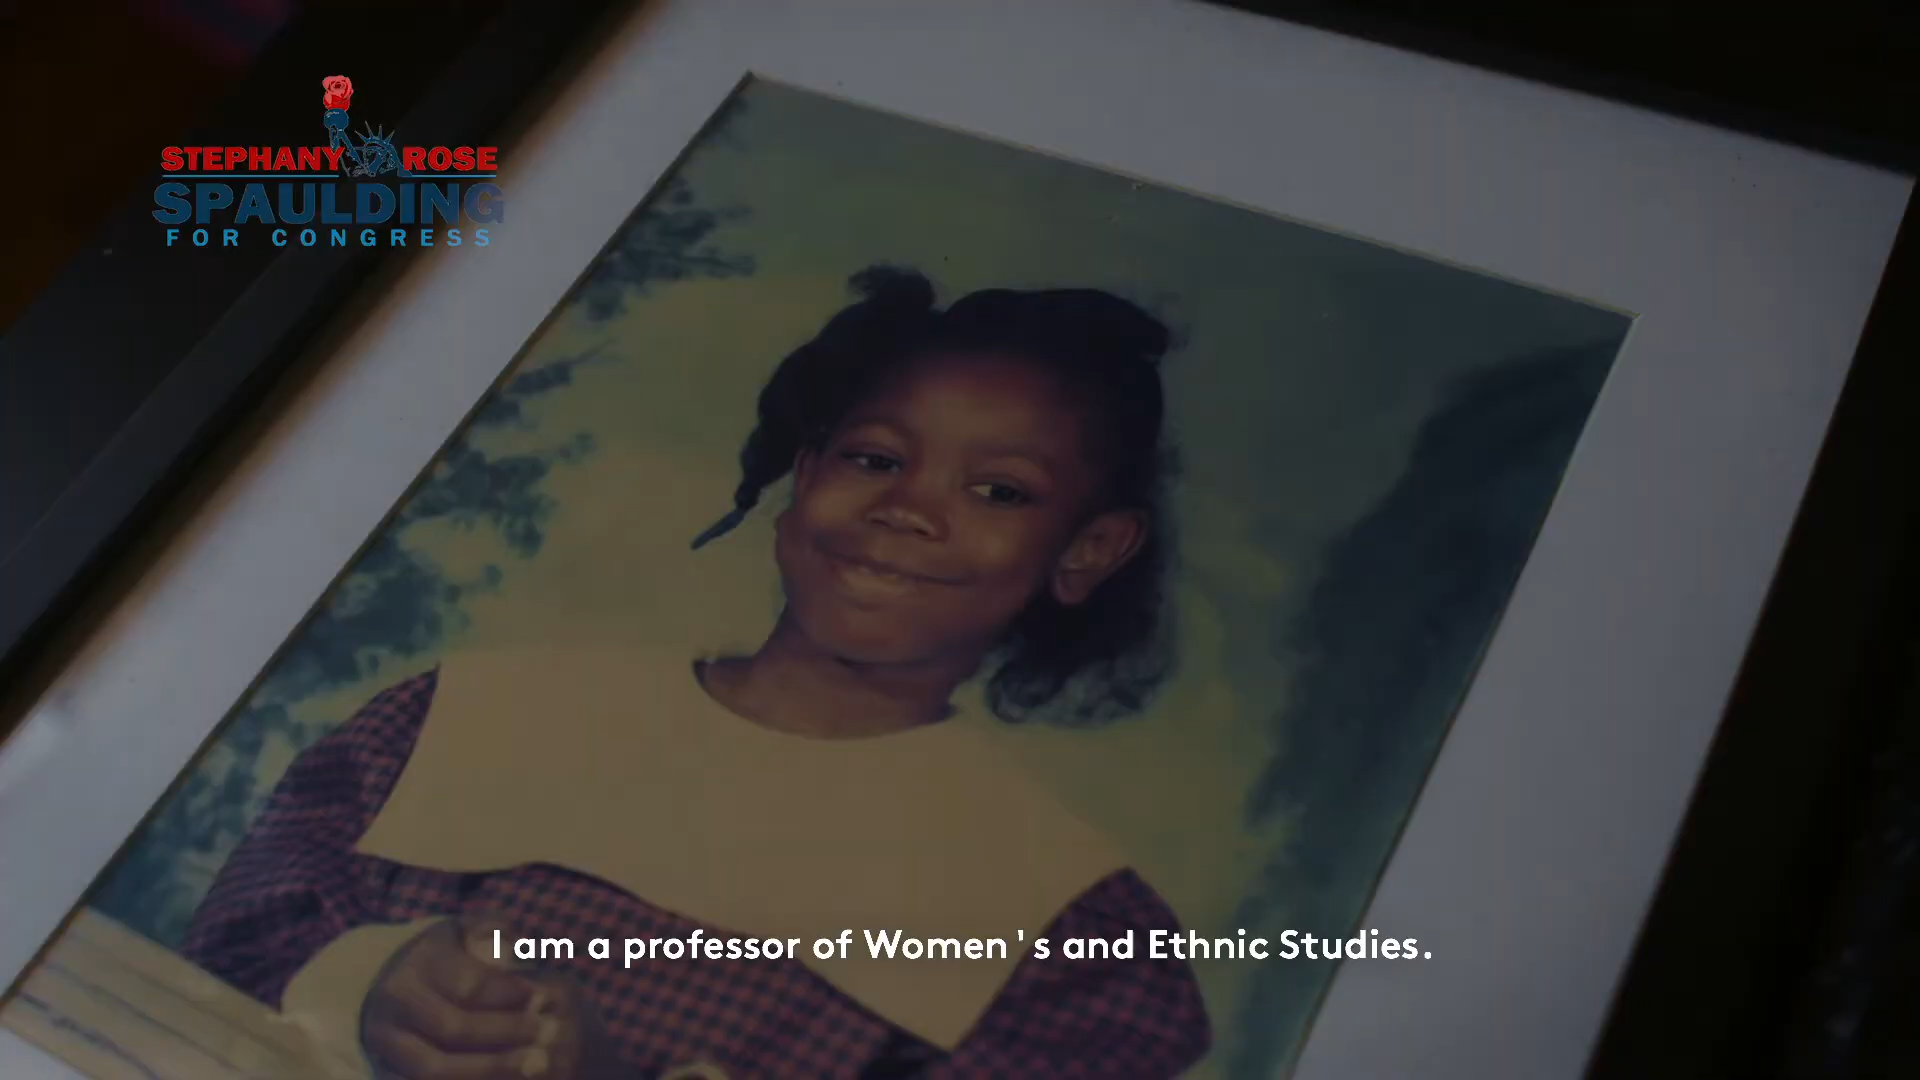 STEPHANY ROSE
SPAULDING
FOR CONGRESS
I am a professor of Women's and Ethnic Studies.